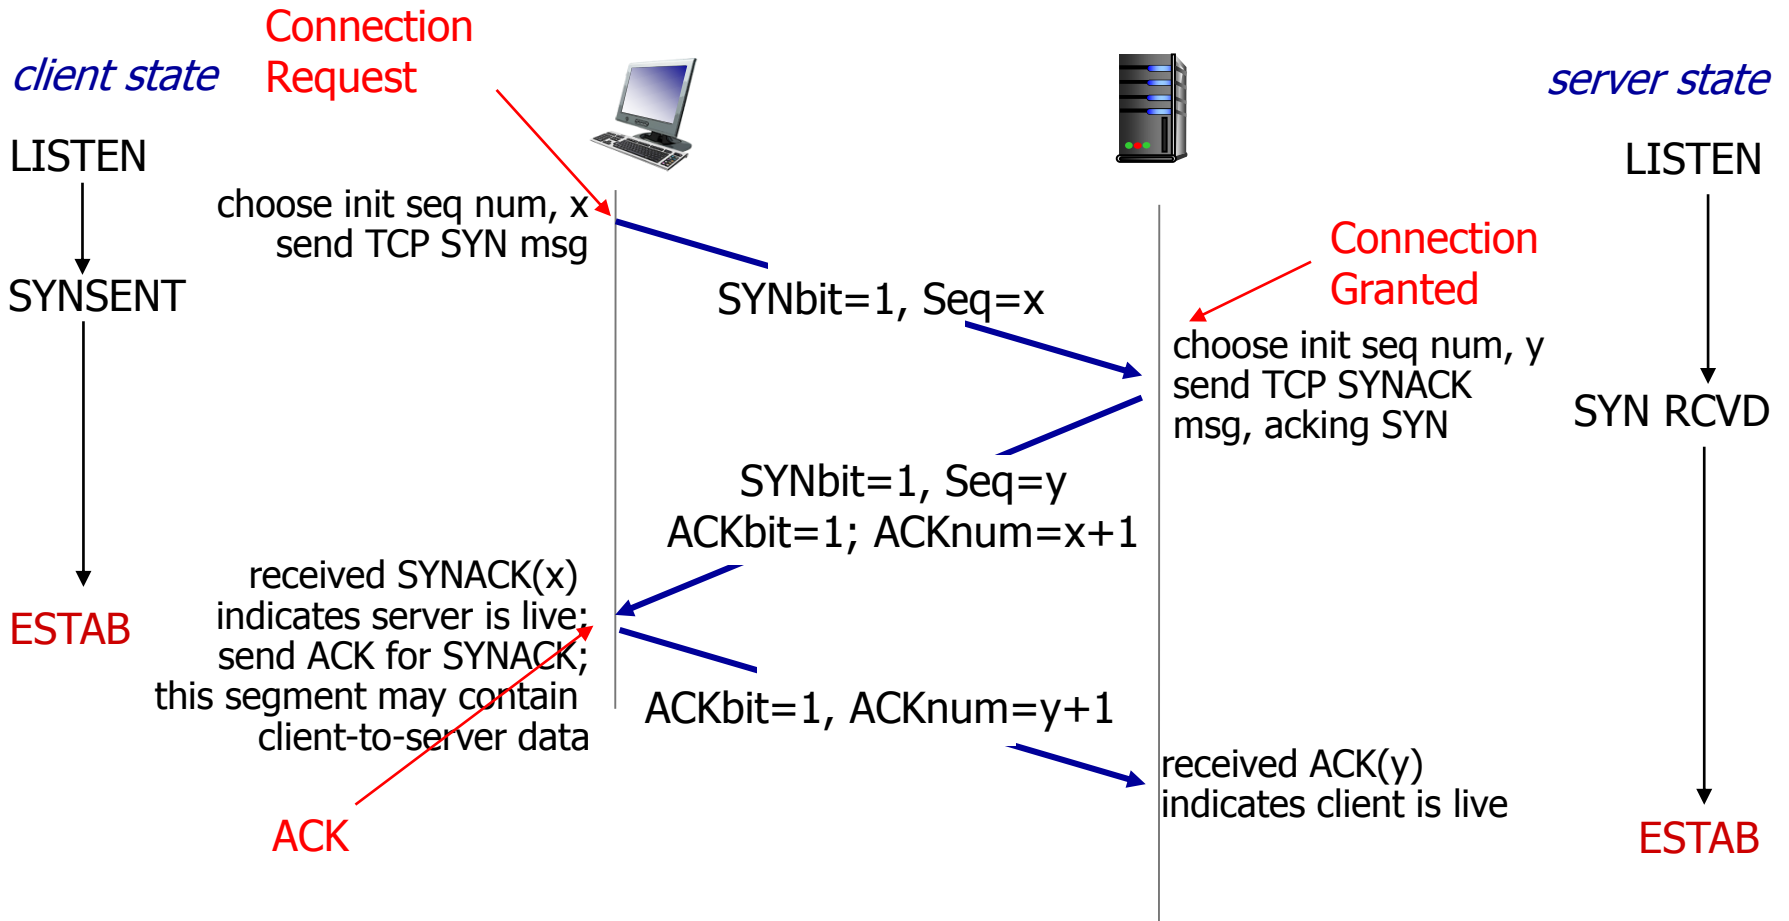 Connection
Request
client state
server state
LISTEN
LISTEN
choose init seq num, x
send TCP SYN msg
Connection
Granted
SYNSENT
SYNbit=1, Seq=x
choose init seq num, y
send TCP SYNACK
msg, acking SYN
SYN RCVD
SYNbit=1, Seq=y
ACKbit=1; ACKnum=x+1
received SYNACK(x)
indicates server is live;
send ACK for SYNACK;
this segment may contain
client-to-server data
ESTAB
ACKbit=1, ACKnum=y+1
received ACK(y)
indicates client is live
ACK
ESTAB